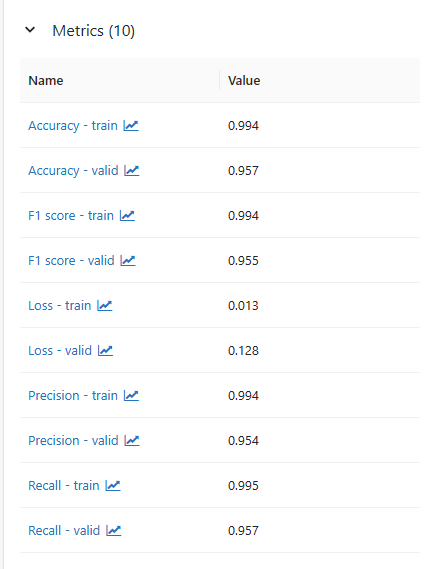 Metrics (10)
Name Value
Accuracy - train 0.994
Accuracy - valid 0.957
F1 score - train 0.994
F1 score - valid 0.955
Loss - train 0.013
Loss - valid 0.128
Precision - train 0.994
Precision - valid 0.954
Recall - train 0.995
Recall - valid 0.957